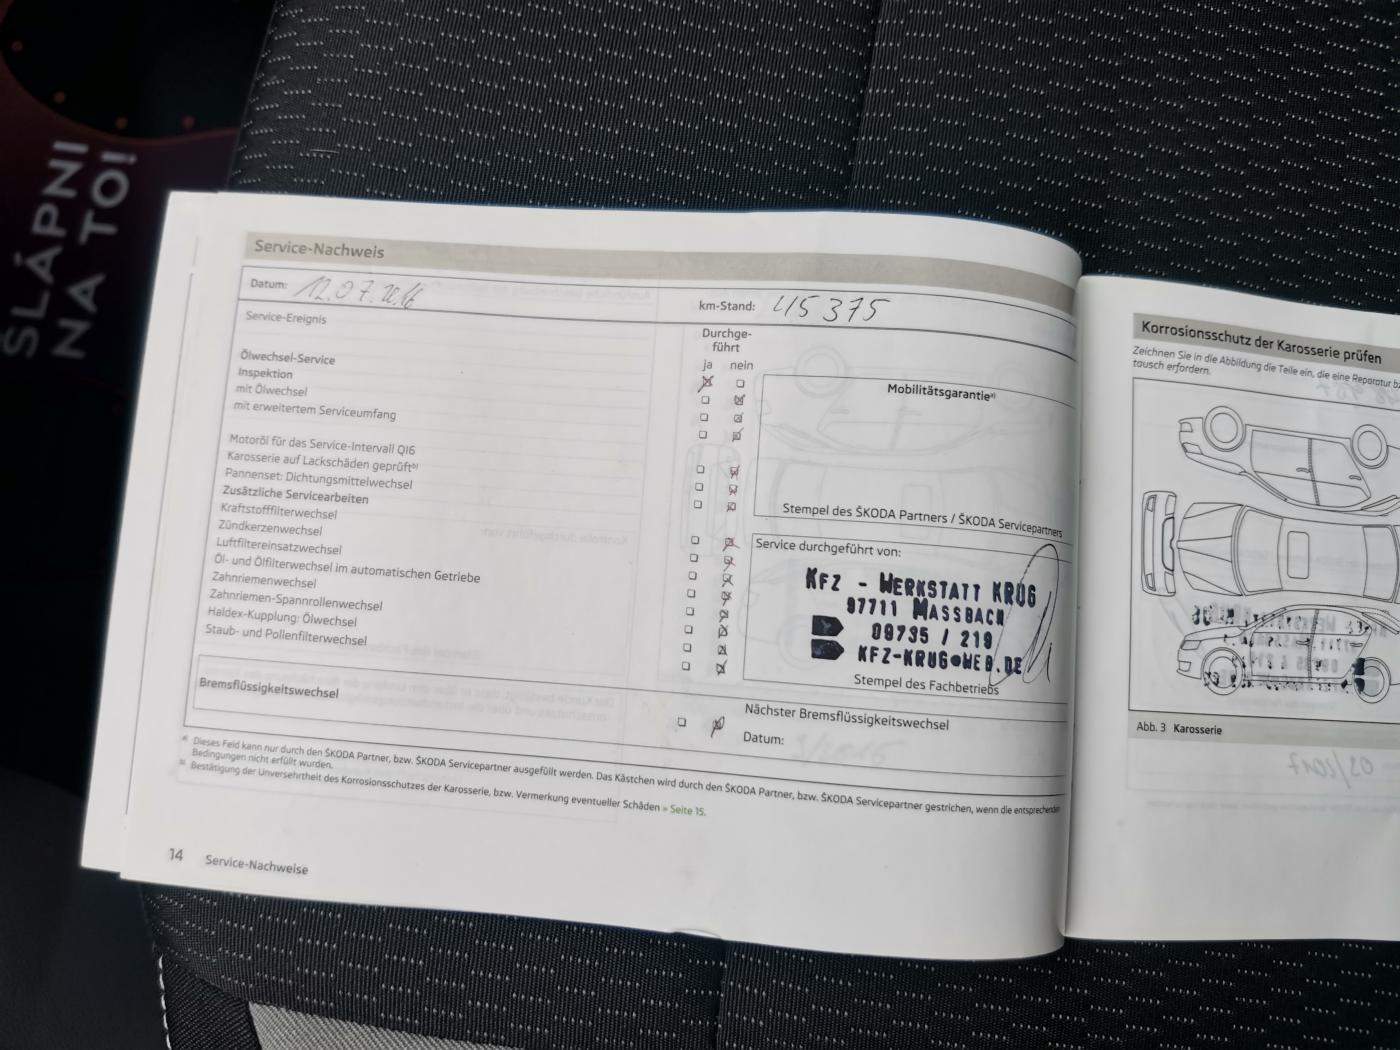 ŠLÁPNI
NA TO!
Service-Nachweis
Datum: 12.07.2016
km-Stand: 45375
Service-Ereignis
Durchge-
führt
ja nein
Ölwechsel-Service
Inspektion
mit Ölwechsel
mit erweitertem Serviceumfang
Motoröl für das Service-Intervall QI6
Karosserie auf Lackschäden geprüftᵇ⁾
Pannenset: Dichtungsmittelwechsel
Zusätzliche Servicearbeiten
Kraftstofffilterwechsel
Zündkerzenwechsel
Luftfiltereinsatzwechsel
Öl- und Ölfilterwechsel im automatischen Getriebe
Zahnriemenwechsel
Zahnriemen-Spannrollenwechsel
Haldex-Kupplung: Ölwechsel
Staub- und Pollenfilterwechsel
Bremsflüssigkeitswechsel
Mobilitätsgarantieᵃ⁾
Stempel des ŠKODA Partners / ŠKODA Servicepartners
Service durchgeführt von:
KFZ - WERKSTATT KRUG
97711 MASSBACH
09735 / 219
KFZ-KRUG@WEB.DE
Stempel des Fachbetriebs
Nächster Bremsflüssigkeitswechsel
Datum:
ᵃ⁾ Dieses Feld kann nur durch den ŠKODA Partner, bzw. ŠKODA Servicepartner ausgefüllt werden. Das Kästchen wird durch den ŠKODA Partner, bzw. ŠKODA Servicepartner gestrichen, wenn die entsprechenden
Bedingungen nicht erfüllt wurden.
ᵇ⁾ Bestätigung der Unversehrtheit des Korrosionsschutzes der Karosserie, bzw. Vermerkung eventueller Schäden » Seite 15.
14 Service-Nachweise
Korrosionsschutz der Karosserie prüfen
Zeichnen Sie in die Abbildung die Teile ein, die eine Reparatur bz
tausch erfordern.
Abb. 3 Karosserie